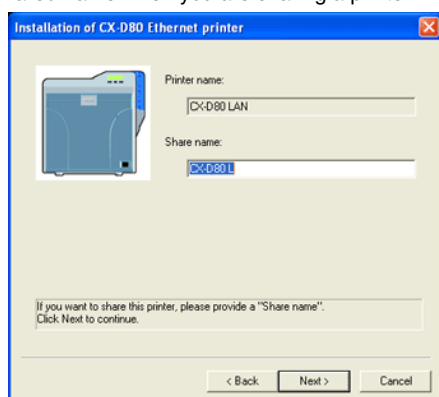 Installation of CX-D80 Ethernet printer
Printer name:
CX-D80 LAN
Share name:
CX-D80 L
If you want to share this printer, please provide a "Share name".
Click Next to continue.
< Back
Next >
Cancel